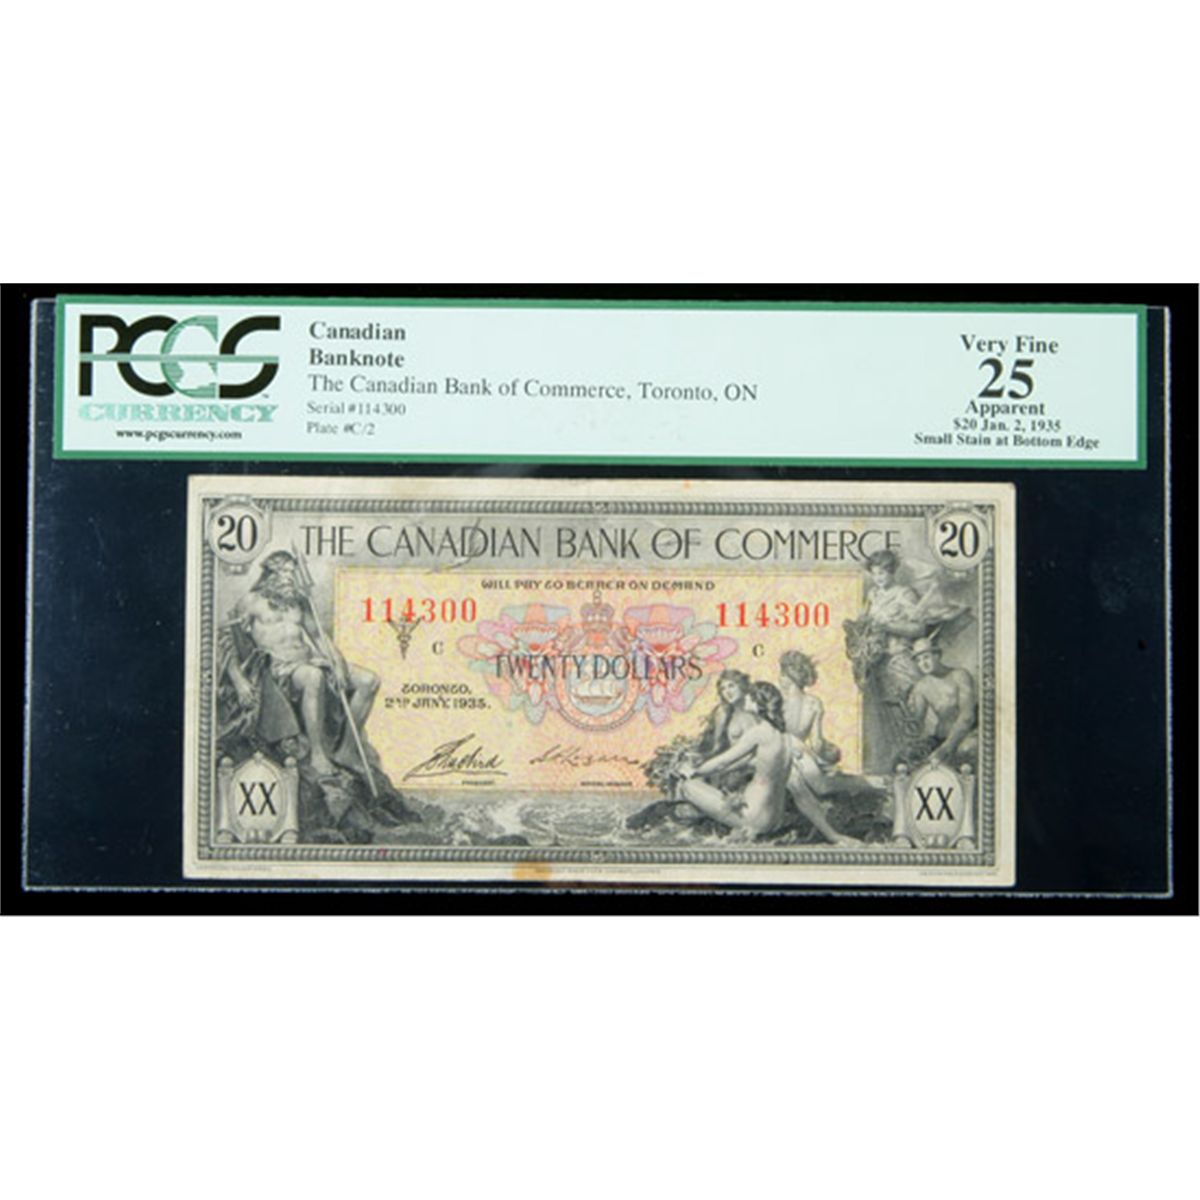 PCGS
CURRENCY
www.pcgscurrency.com
Canadian
Banknote
The Canadian Bank of Commerce, Toronto, ON
Serial #114300
Plate #C/2
Very Fine
25
Apparent
$20 Jan. 2, 1935
Small Stain at Bottom Edge
20 THE CANADIAN BANK OF COMMERCE 20
WILL PAY TO BEARER ON DEMAND
114300 114300
C C
TWENTY DOLLARS
TORONTO,
2ND JANY. 1935.
XX XX